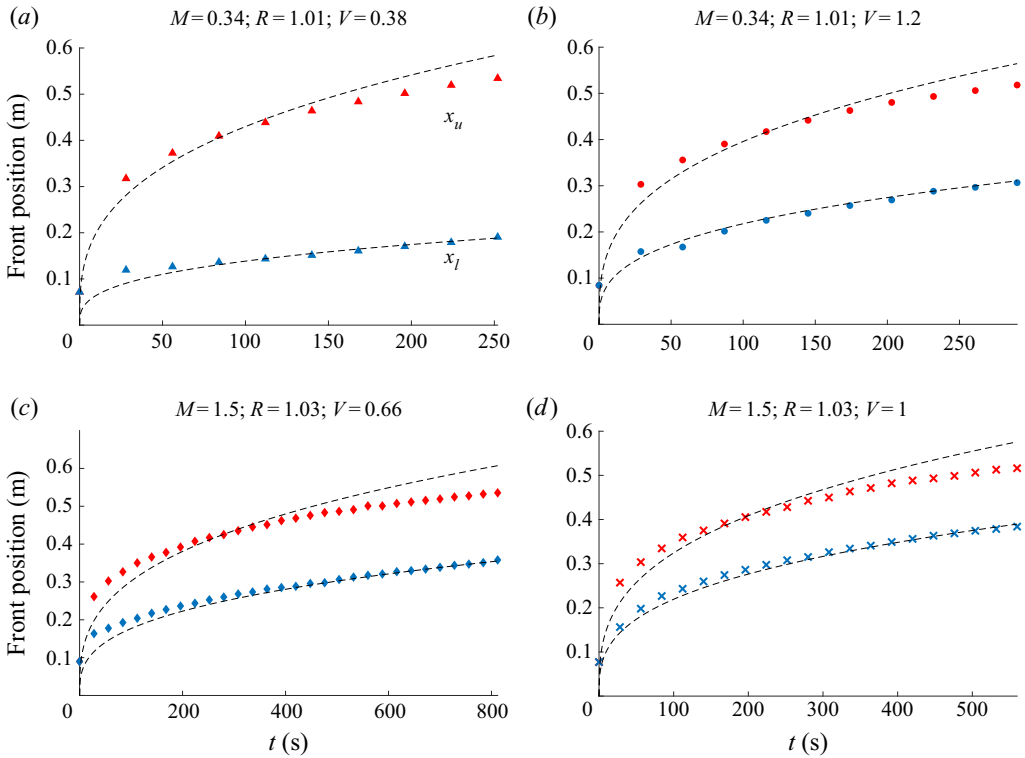 (a) M = 0.34; R = 1.01; V = 0.38
(b) M = 0.34; R = 1.01; V = 1.2
0.6
0.5
0.4
0.3
0.2
0.1
0 50 100 150 200 250
Front position (m)
x_u
x_l
0.6
0.5
0.4
0.3
0.2
0.1
0 50 100 150 200 250
(c) M = 1.5; R = 1.03; V = 0.66
(d) M = 1.5; R = 1.03; V = 1
0.6
0.5
0.4
0.3
0.2
0.1
0 200 400 600 800
Front position (m)
t (s)
0.6
0.5
0.4
0.3
0.2
0.1
0 100 200 300 400 500
t (s)